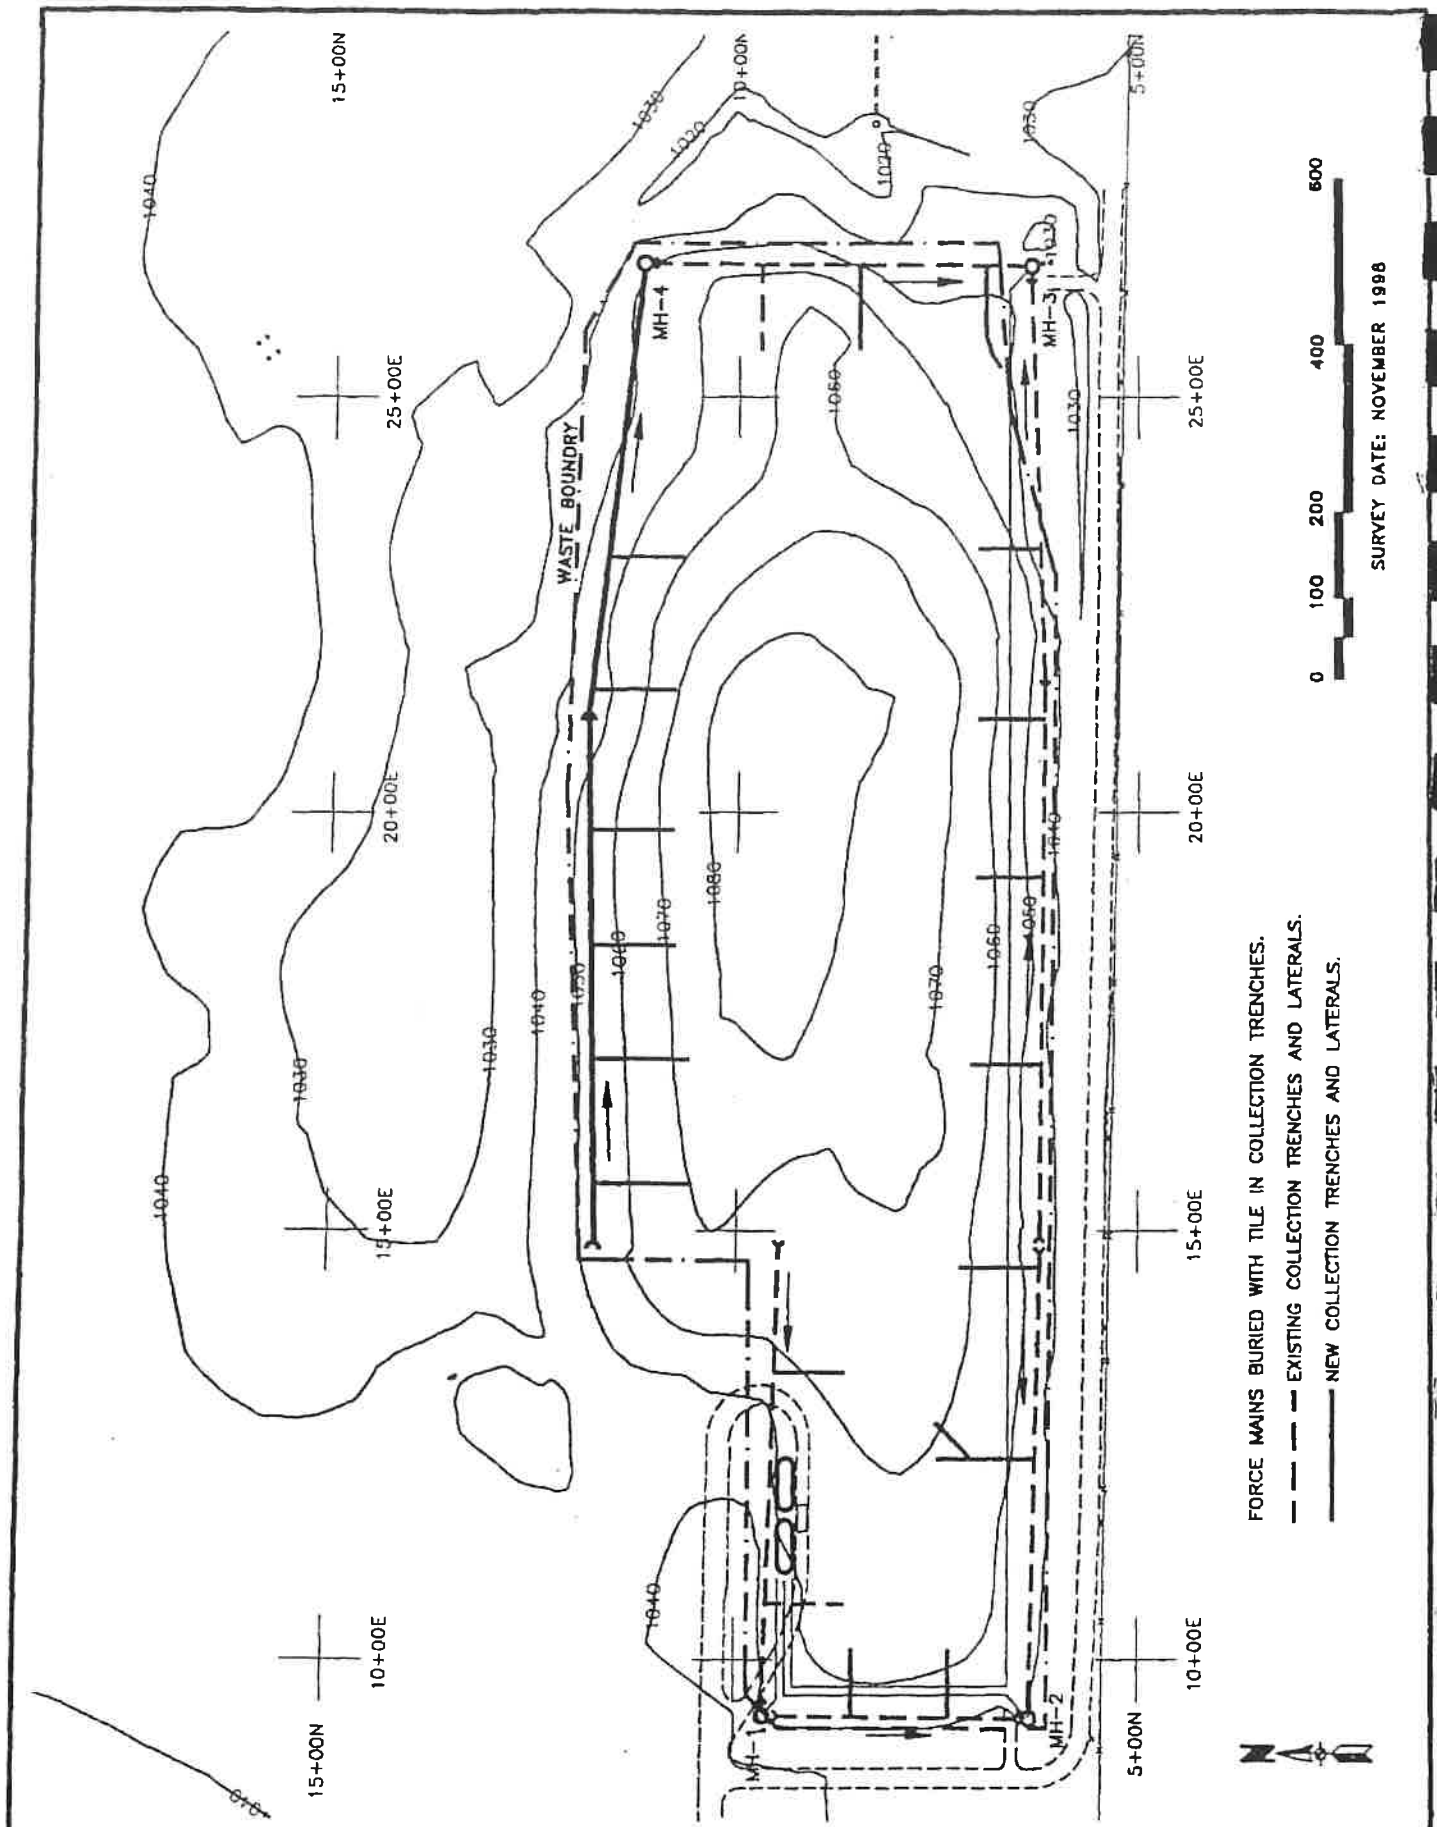 15+00N
10+00N
5+00N
1040
1030
1020
1020
1030
1030
MH-4
MH-3
25+00E
25+00E
1060
1030
WASTE BOUNDRY
20+00E
20+00E
1080
1070
1060
1050
1040
1030
1030
1040
1060
1050
1040
1070
15+00E
15+00E
1040
1040
10+00E
10+00E
15+00N
5+00N
MH-1
MH-2
FORCE MAINS BURIED WITH TILE IN COLLECTION TRENCHES.
EXISTING COLLECTION TRENCHES AND LATERALS.
NEW COLLECTION TRENCHES AND LATERALS.
0 100 200 400 600
SURVEY DATE: NOVEMBER 1998
N